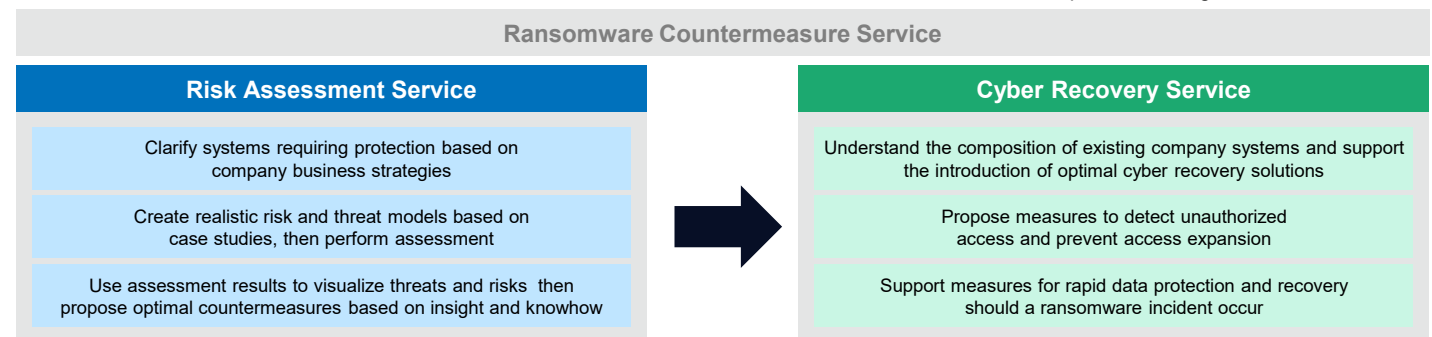 Ransomware Countermeasure Service
Risk Assessment Service
Clarify systems requiring protection based on
company business strategies
Create realistic risk and threat models based on
case studies, then perform assessment
Use assessment results to visualize threats and risks then
propose optimal countermeasures based on insight and knowhow
Cyber Recovery Service
Understand the composition of existing company systems and support
the introduction of optimal cyber recovery solutions
Propose measures to detect unauthorized
access and prevent access expansion
Support measures for rapid data protection and recovery
should a ransomware incident occur